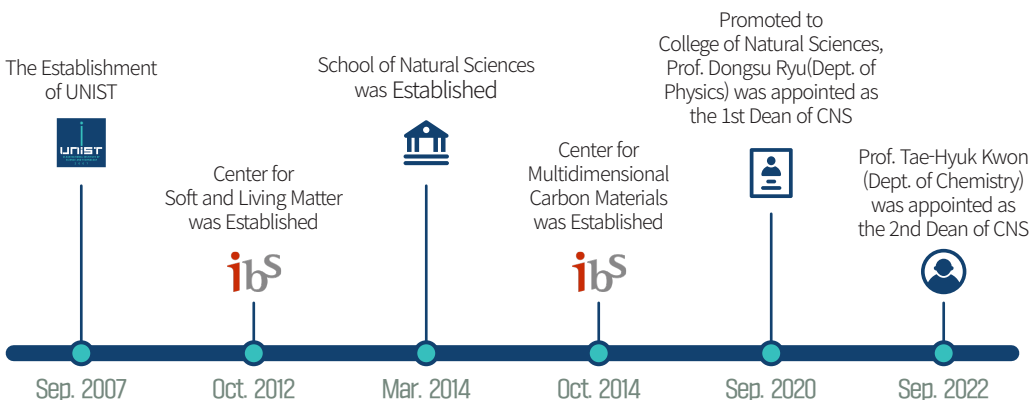 The Establishment
of UNIST
UNIST
Sep. 2007
Center for
Soft and Living Matter
was Established
ibS
Oct. 2012
School of Natural Sciences
was Established
Mar. 2014
Center for
Multidimensional
Carbon Materials
was Established
ibS
Oct. 2014
Promoted to
College of Natural Sciences,
Prof. Dongsu Ryu(Dept. of
Physics) was appointed as
the 1st Dean of CNS
Sep. 2020
Prof. Tae-Hyuk Kwon
(Dept. of Chemistry)
was appointed as
the 2nd Dean of CNS
Sep. 2022